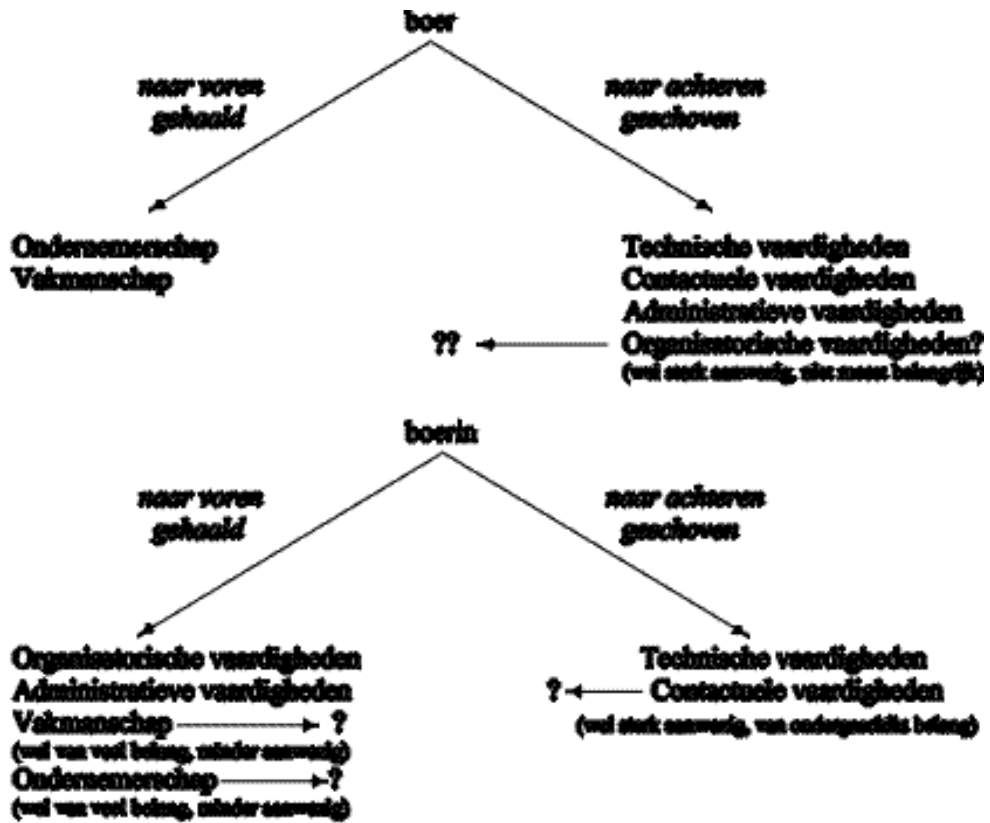 boer
naar voren
gehaald
naar achteren
geschoven
Ondernemerschap
Vakmanschap
Technische vaardigheden
Contactuele vaardigheden
Administratieve vaardigheden
?? Organisatorische vaardigheden?
(wel sterk aanwezig, niet meest belangrijk)
boerin
naar voren
gehaald
naar achteren
geschoven
Organisatorische vaardigheden
Administratieve vaardigheden
Vakmanschap ?
(wel van veel belang, minder aanwezig)
Ondernemerschap ?
(wel van veel belang, minder aanwezig)
Technische vaardigheden
? Contactuele vaardigheden
(wel sterk aanwezig, van ondergeschikt belang)